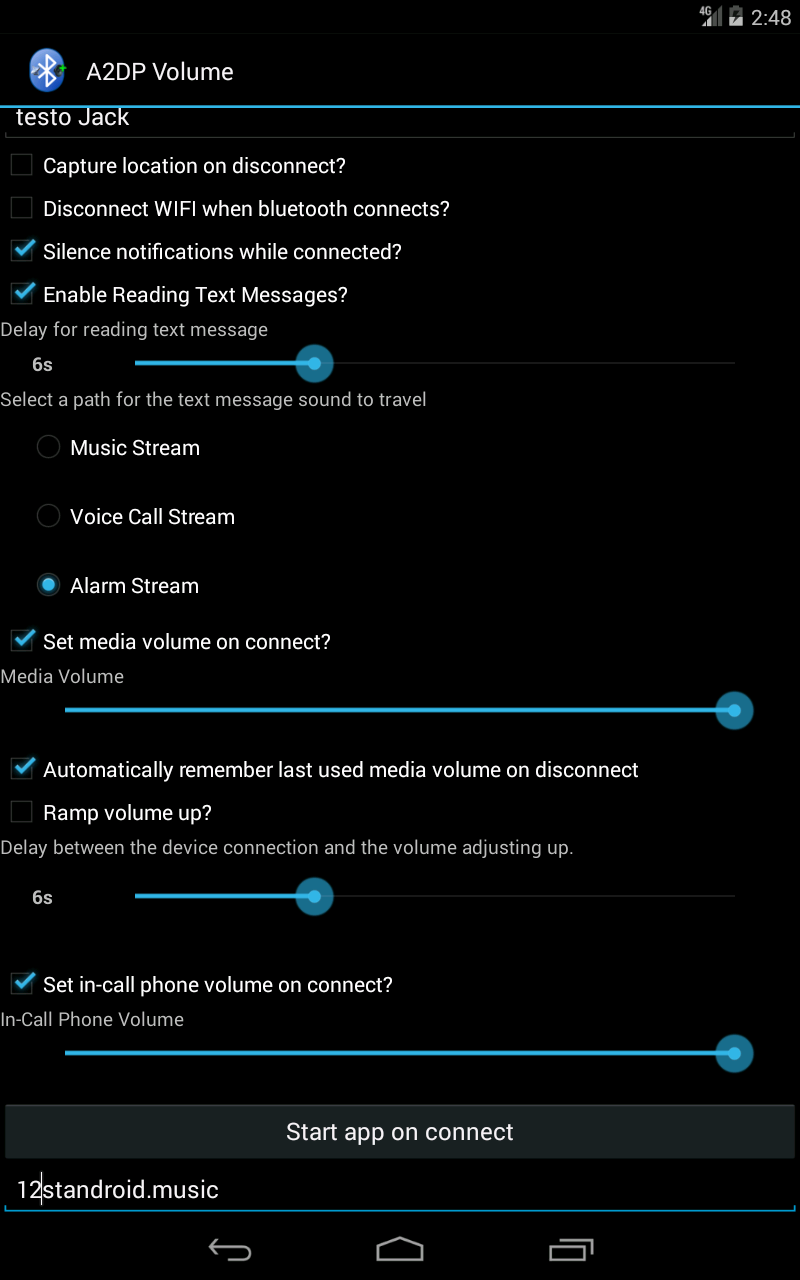 4G 2:48
A2DP Volume
testo Jack
Capture location on disconnect?
Disconnect WIFI when bluetooth connects?
Silence notifications while connected?
Enable Reading Text Messages?
Delay for reading text message
6s
Select a path for the text message sound to travel
Music Stream
Voice Call Stream
Alarm Stream
Set media volume on connect?
Media Volume
Automatically remember last used media volume on disconnect
Ramp volume up?
Delay between the device connection and the volume adjusting up.
6s
Set in-call phone volume on connect?
In-Call Phone Volume
Start app on connect
12standroid.music